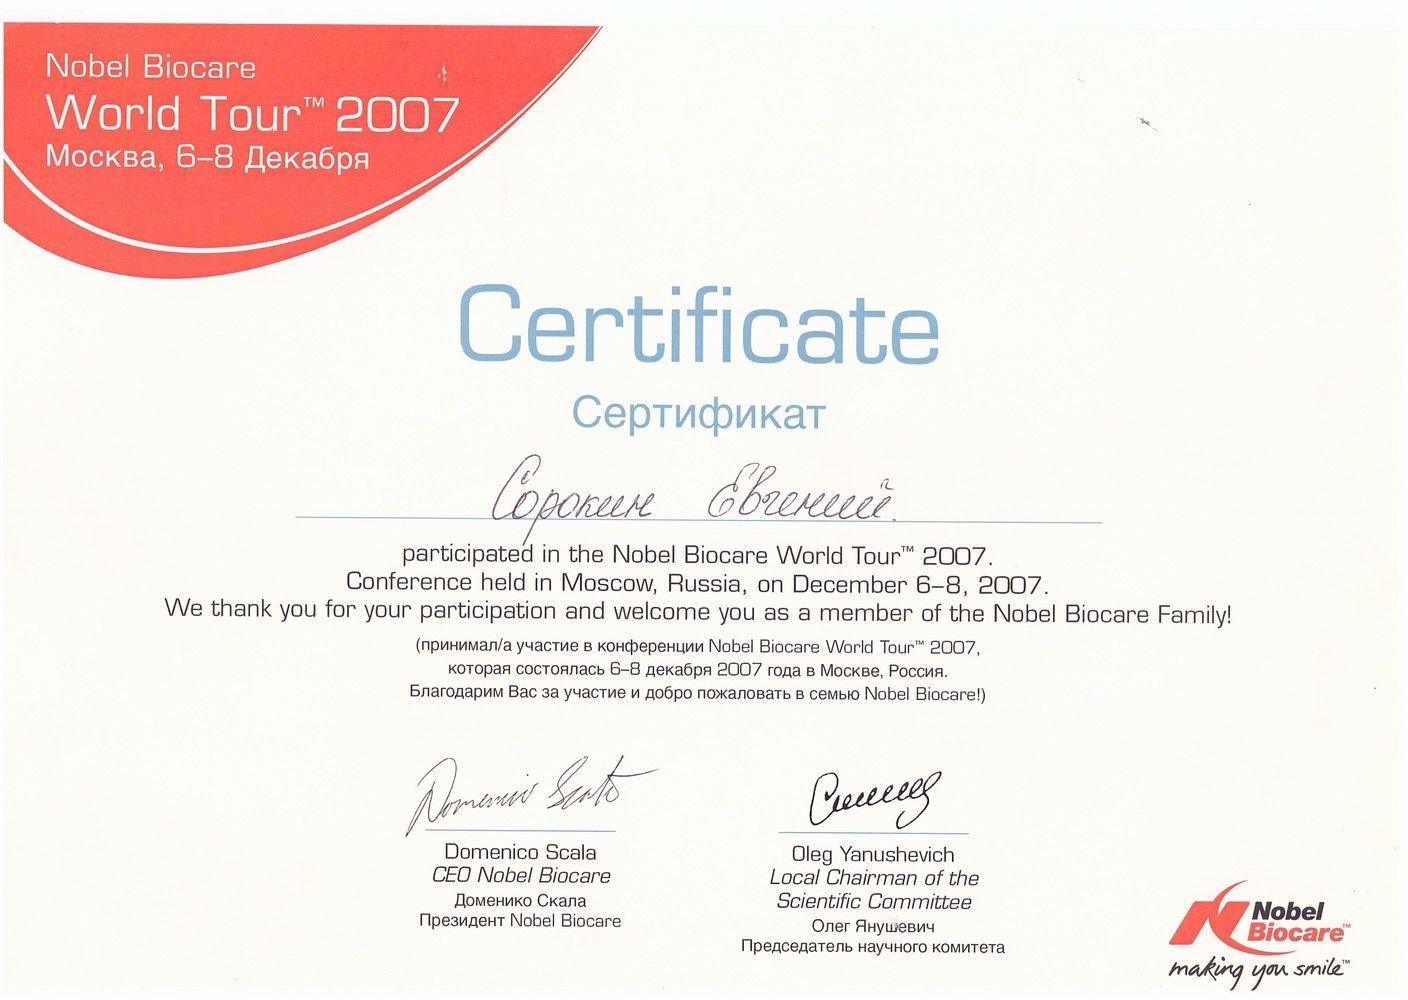 Nobel Biocare
World Tour™ 2007
Москва, 6–8 Декабря
Certificate
Сертификат
Сорокин Евгений.
participated in the Nobel Biocare World Tour™ 2007.
Conference held in Moscow, Russia, on December 6–8, 2007.
We thank you for your participation and welcome you as a member of the Nobel Biocare Family!
(принимал/а участие в конференции Nobel Biocare World Tour™ 2007,
которая состоялась 6–8 декабря 2007 года в Москве, Россия.
Благодарим Вас за участие и добро пожаловать в семью Nobel Biocare!)
Domenico Scala
Domenico Scala
CEO Nobel Biocare
Доменико Скала
Президент Nobel Biocare
Oleg Yanushevich
Local Chairman of the
Scientific Committee
Олег Янушевич
Председатель научного комитета
Nobel
Biocare™
making you smile™